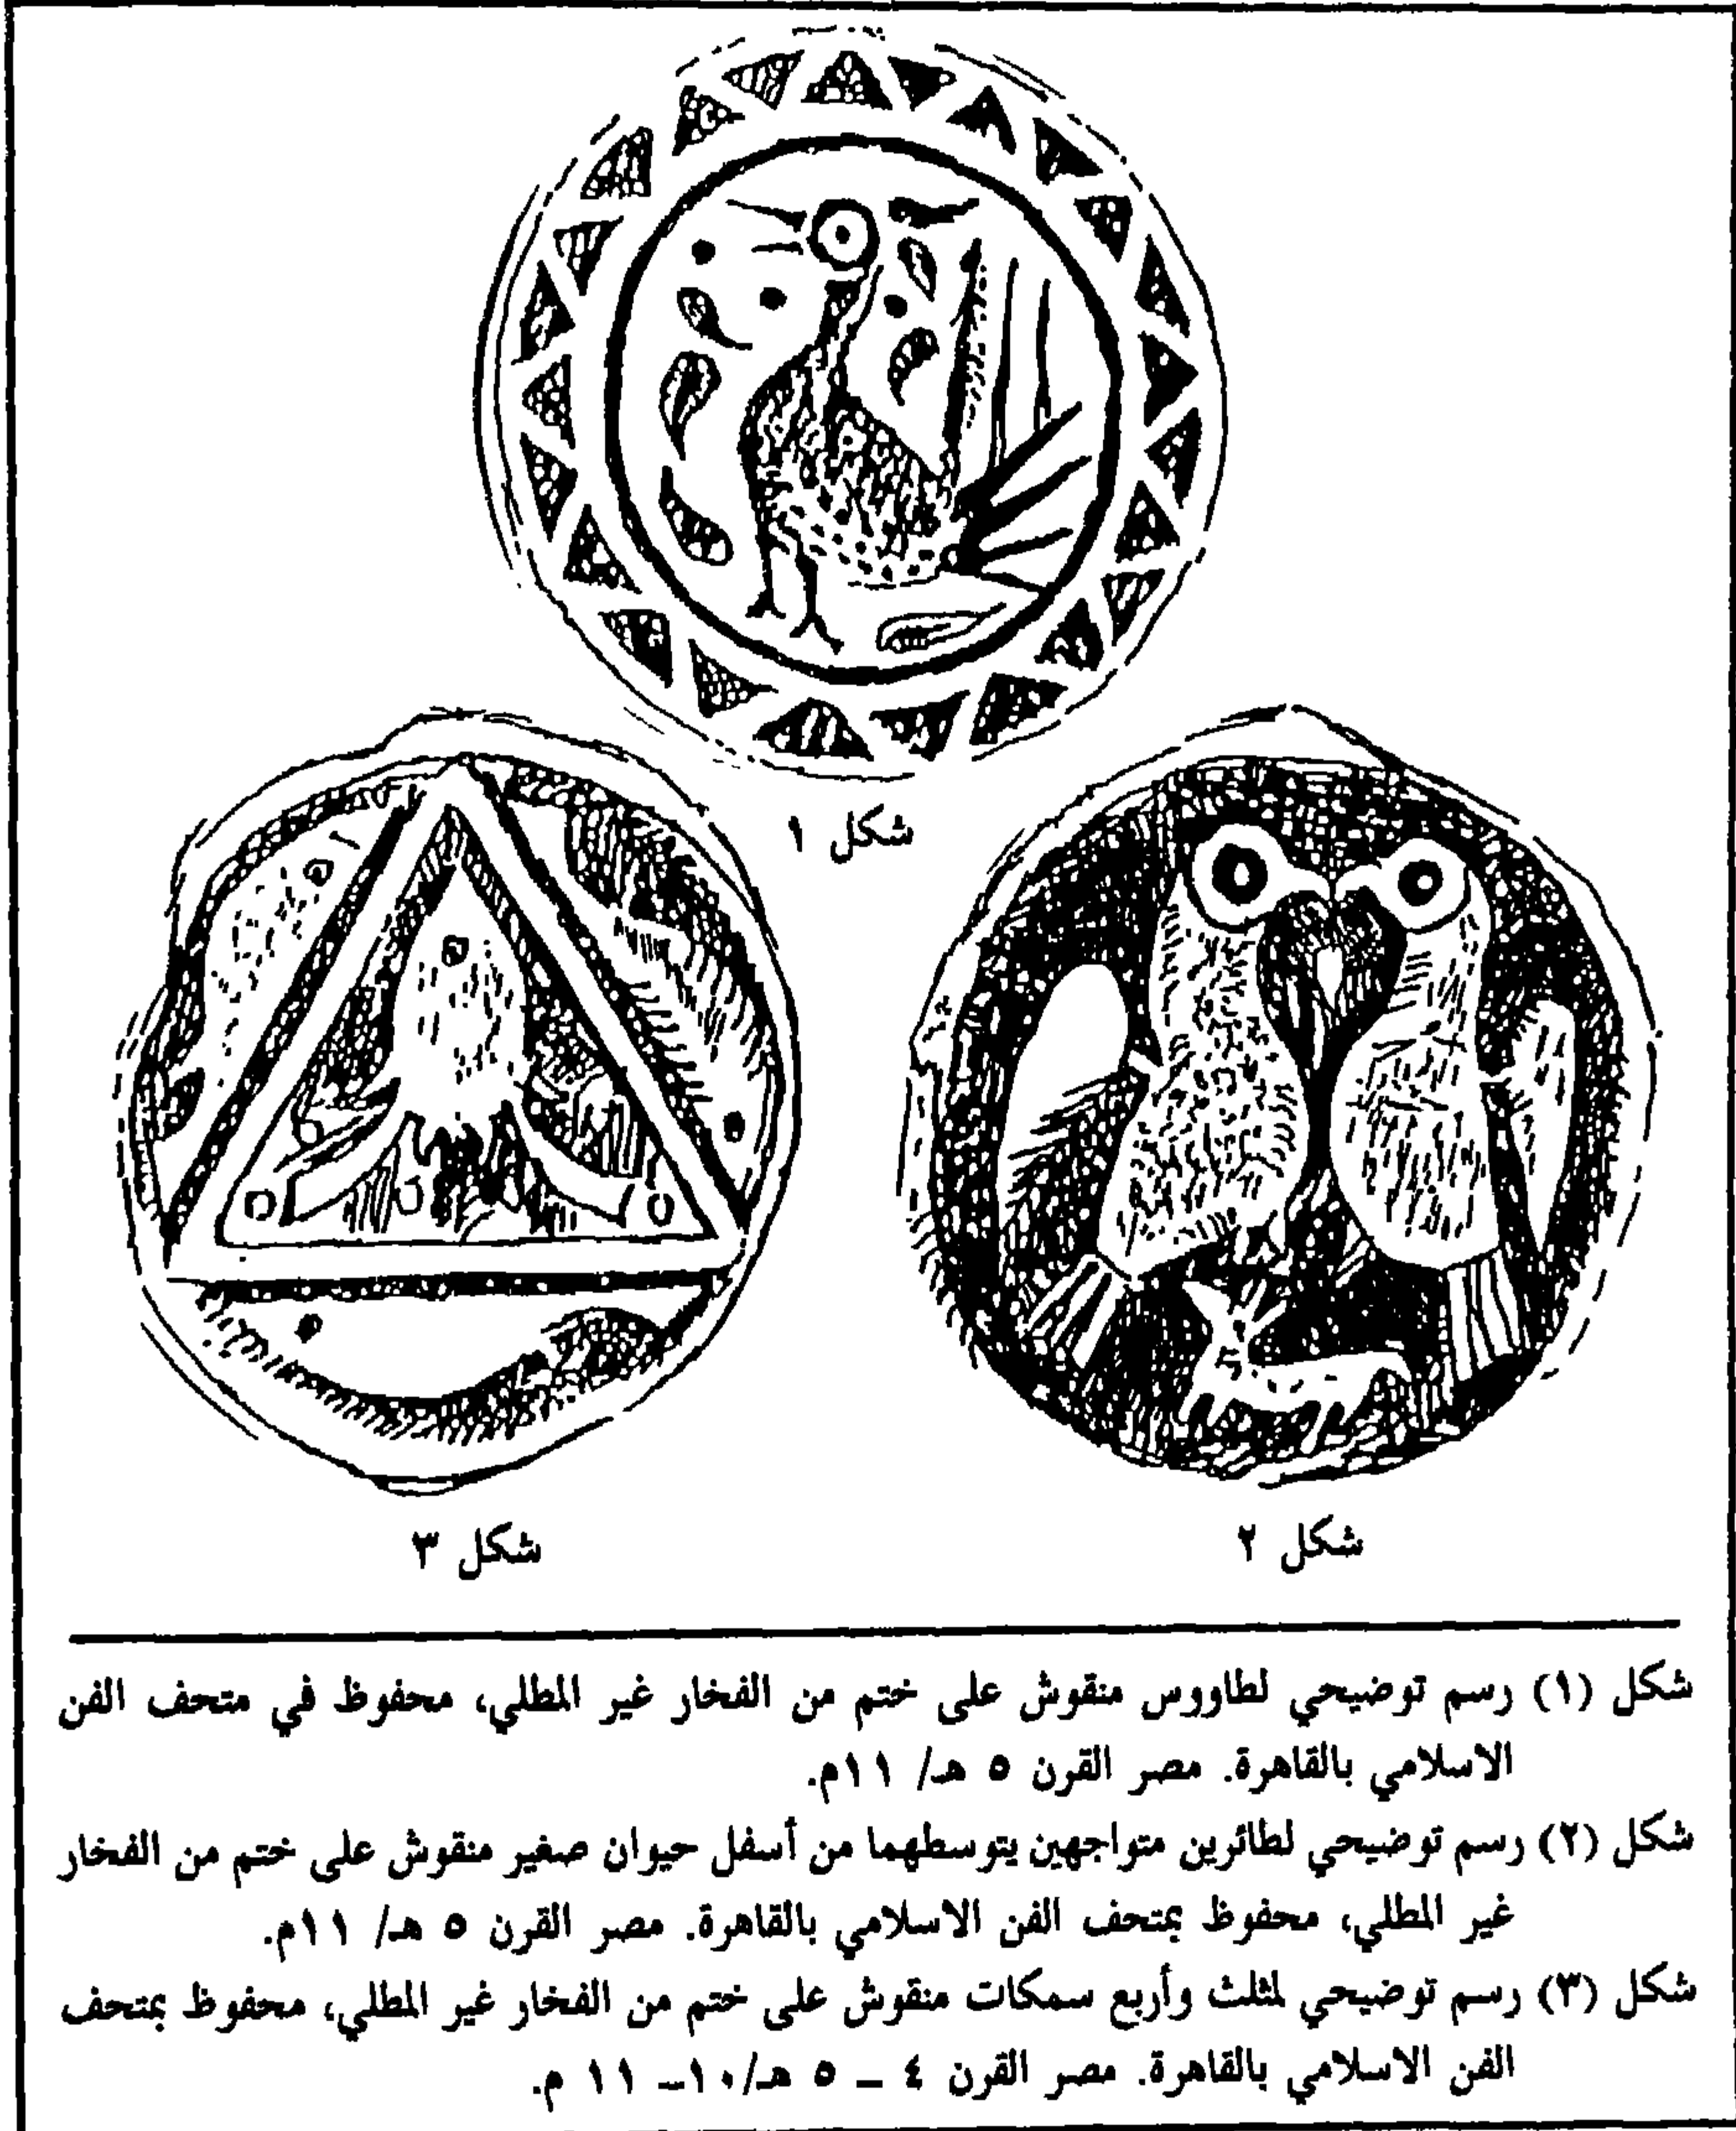 شكل ١
شكل ٢
شكل ٣
شكل (١) رسم توضيحي لطاووس منقوش على ختم من الفخار غير المطلي، محفوظ في متحف الفن
الاسلامي بالقاهرة. مصر القرن ٥ هـ/ ١١م.
شكل (٢) رسم توضيحي لطائرين متواجهين يتوسطهما من أسفل حيوان صغير منقوش على ختم من الفخار
غير المطلي، محفوظ بمتحف الفن الاسلامي بالقاهرة. مصر القرن ٥ هـ/ ١١م.
شكل (٣) رسم توضيحي لمثلث وأربع سمكات منقوش على ختم من الفخار غير المطلي، محفوظ بمتحف
الفن الاسلامي بالقاهرة. مصر القرن ٤ ــ ٥ هـ/١٠ــ ١١ م.